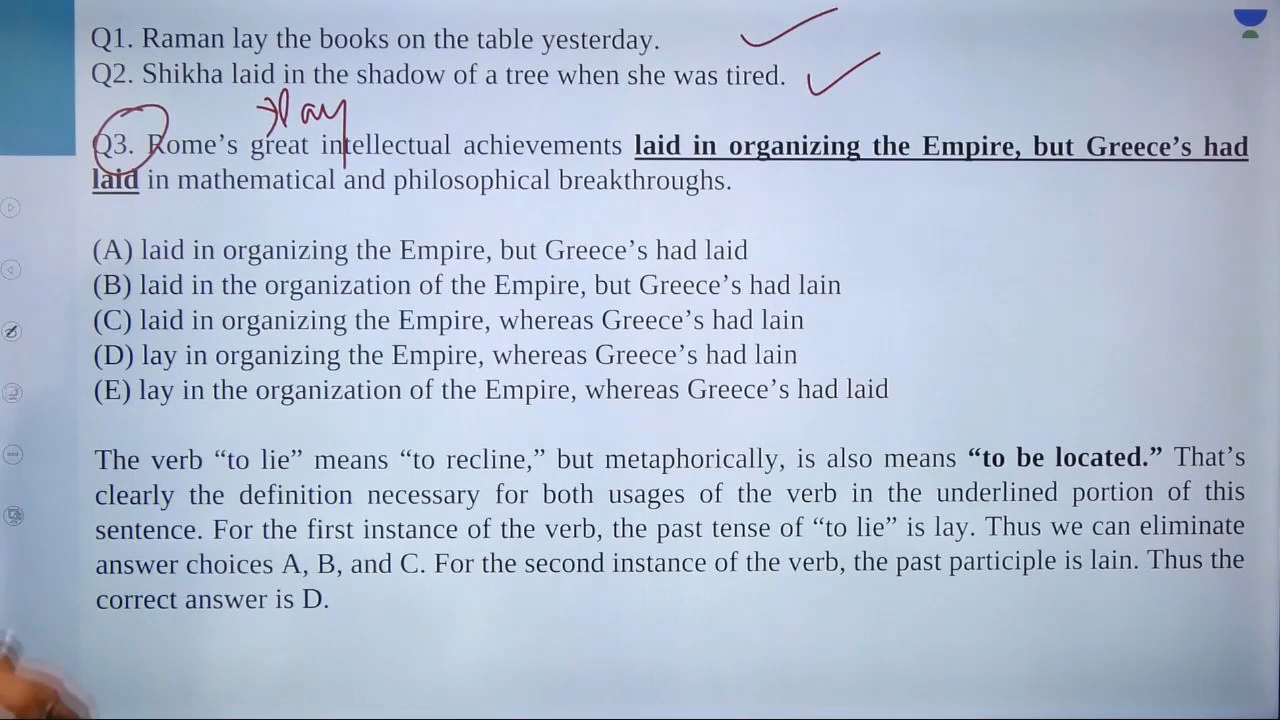 Q1. Raman lay the books on the table yesterday.
Q2. Shikha laid in the shadow of a tree when she was tired.
lay
Q3. Rome’s great intellectual achievements laid in organizing the Empire, but Greece’s had
laid in mathematical and philosophical breakthroughs.
(A) laid in organizing the Empire, but Greece’s had laid
(B) laid in the organization of the Empire, but Greece’s had lain
(C) laid in organizing the Empire, whereas Greece’s had lain
(D) lay in organizing the Empire, whereas Greece’s had lain
(E) lay in the organization of the Empire, whereas Greece’s had laid
The verb “to lie” means “to recline,” but metaphorically, is also means “to be located.” That’s
clearly the definition necessary for both usages of the verb in the underlined portion of this
sentence. For the first instance of the verb, the past tense of “to lie” is lay. Thus we can eliminate
answer choices A, B, and C. For the second instance of the verb, the past participle is lain. Thus the
correct answer is D.